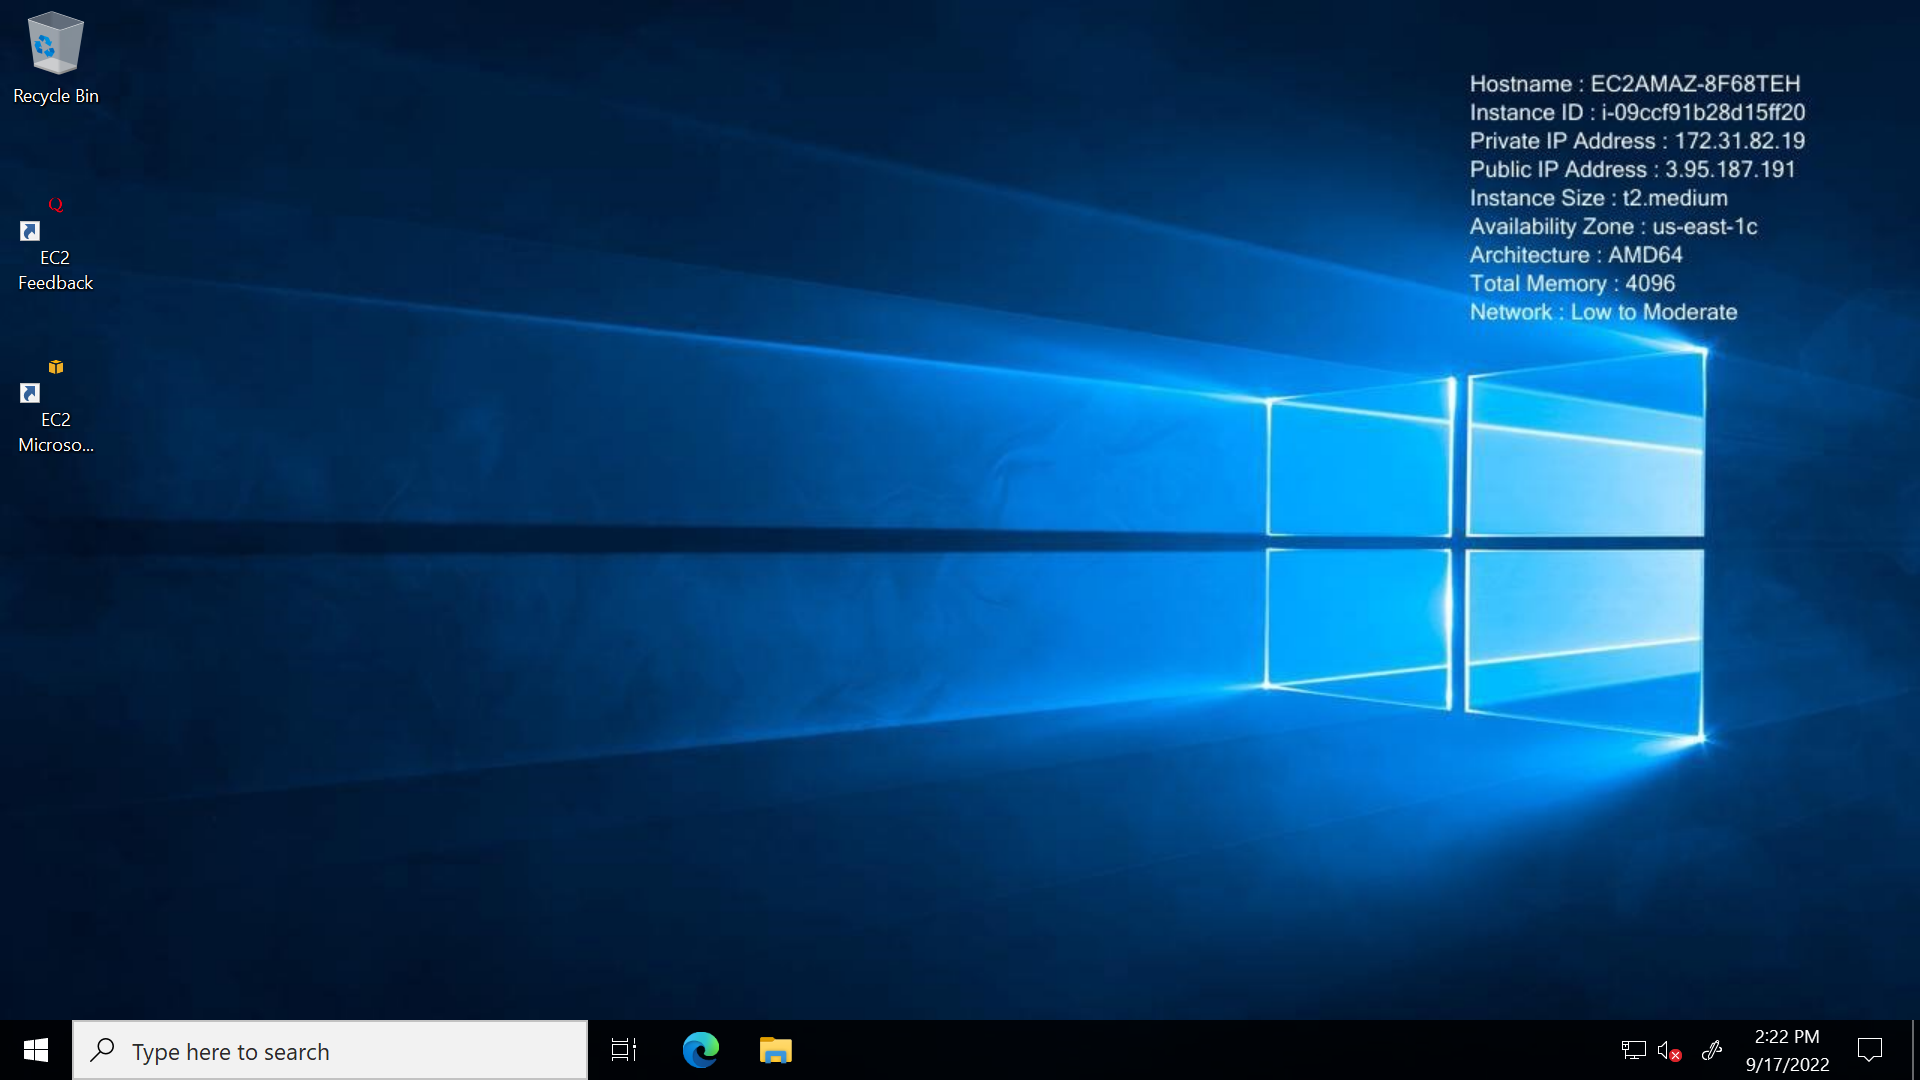 Recycle Bin
EC2
Feedback
EC2
Microso...
Hostname : EC2AMAZ-8F68TEH
Instance ID : i-09ccf91b28d15ff20
Private IP Address : 172.31.82.19
Public IP Address : 3.95.187.191
Instance Size : t2.medium
Availability Zone : us-east-1c
Architecture : AMD64
Total Memory : 4096
Network : Low to Moderate
Type here to search
2:22 PM
9/17/2022